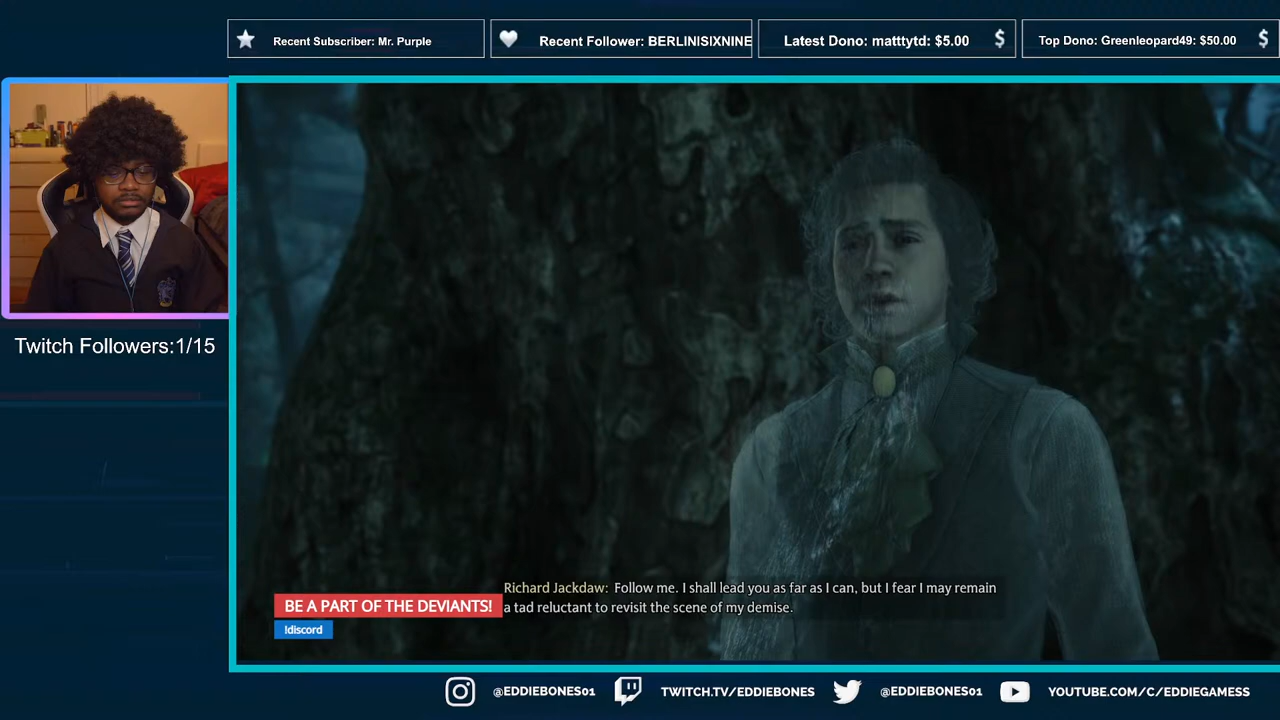 Recent Subscriber: Mr. Purple
Recent Follower: BERLINISIXNINE
Latest Dono: matttytd: $5.00
$
Top Dono: Greenleopard49: $50.00
$
Twitch Followers:1/15
Richard Jackdaw: Follow me. I shall lead you as far as I can, but I fear I may remain
a tad reluctant to revisit the scene of my demise.
BE A PART OF THE DEVIANTS!
!discord
@EDDIEBONES01
TWITCH.TV/EDDIEBONES
@EDDIEBONES01
YOUTUBE.COM/C/EDDIEGAMESS